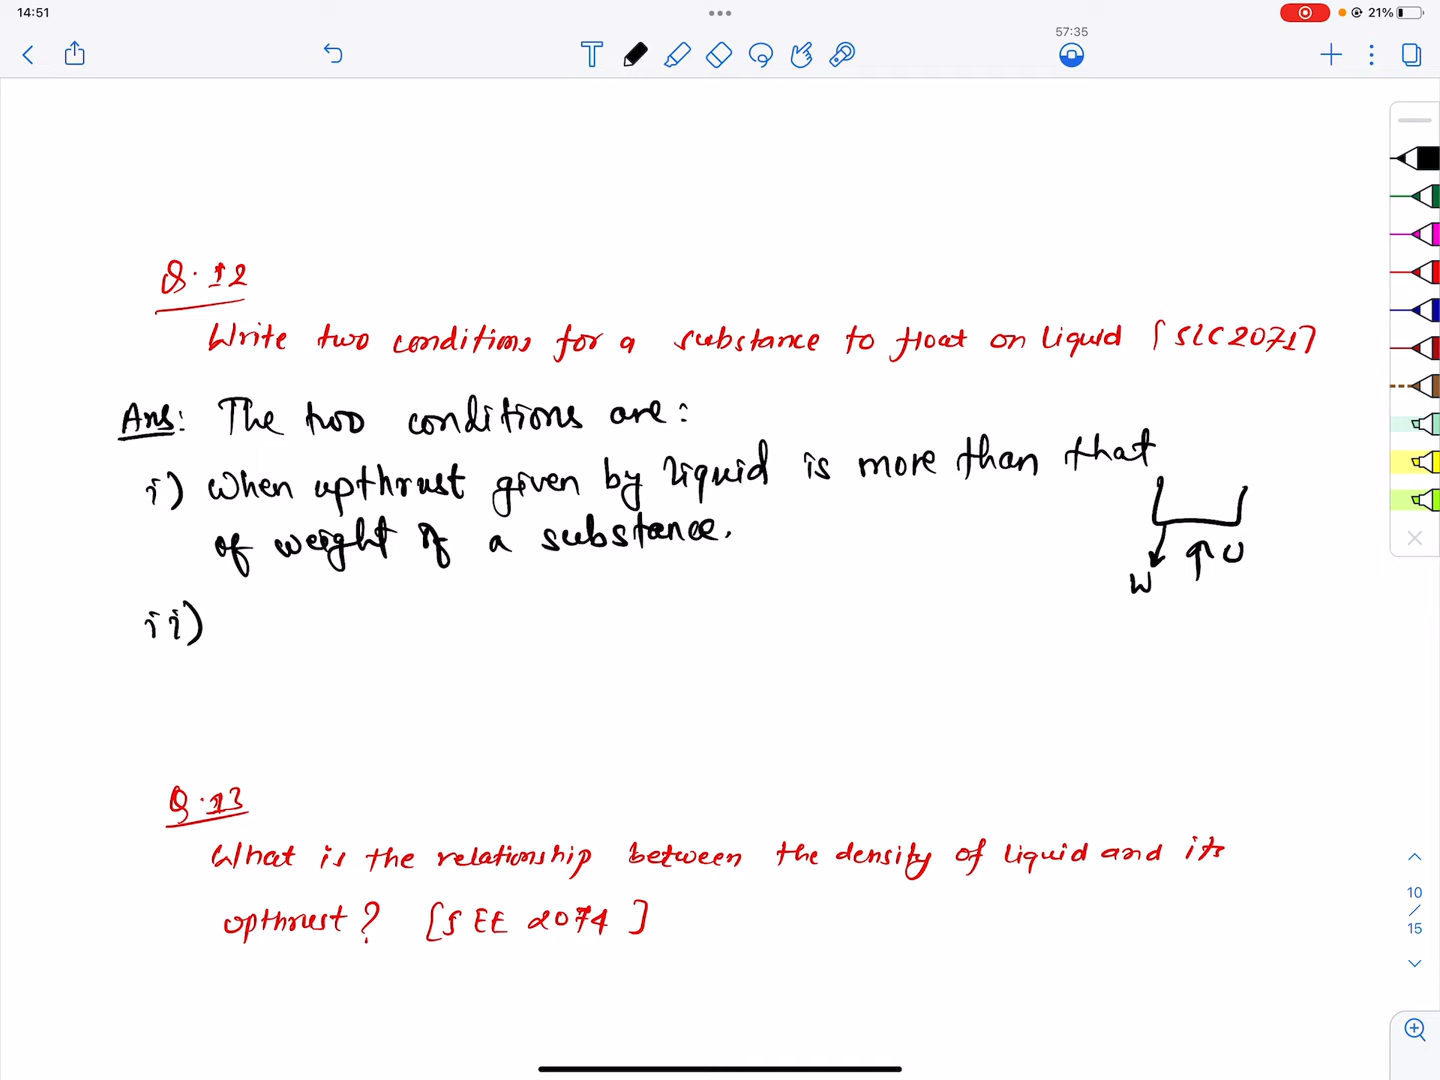 14:51
21%
57:35
Q.12
Write two conditions for a substance to float on liquid [SLC2071]
Ans: The two conditions are:
i) When upthrust given by liquid is more than that
of weight of a substance.
W
U
ii)
Q.13
What is the relationship between the density of liquid and its
upthrust? [SEE 2074]
10
/
15